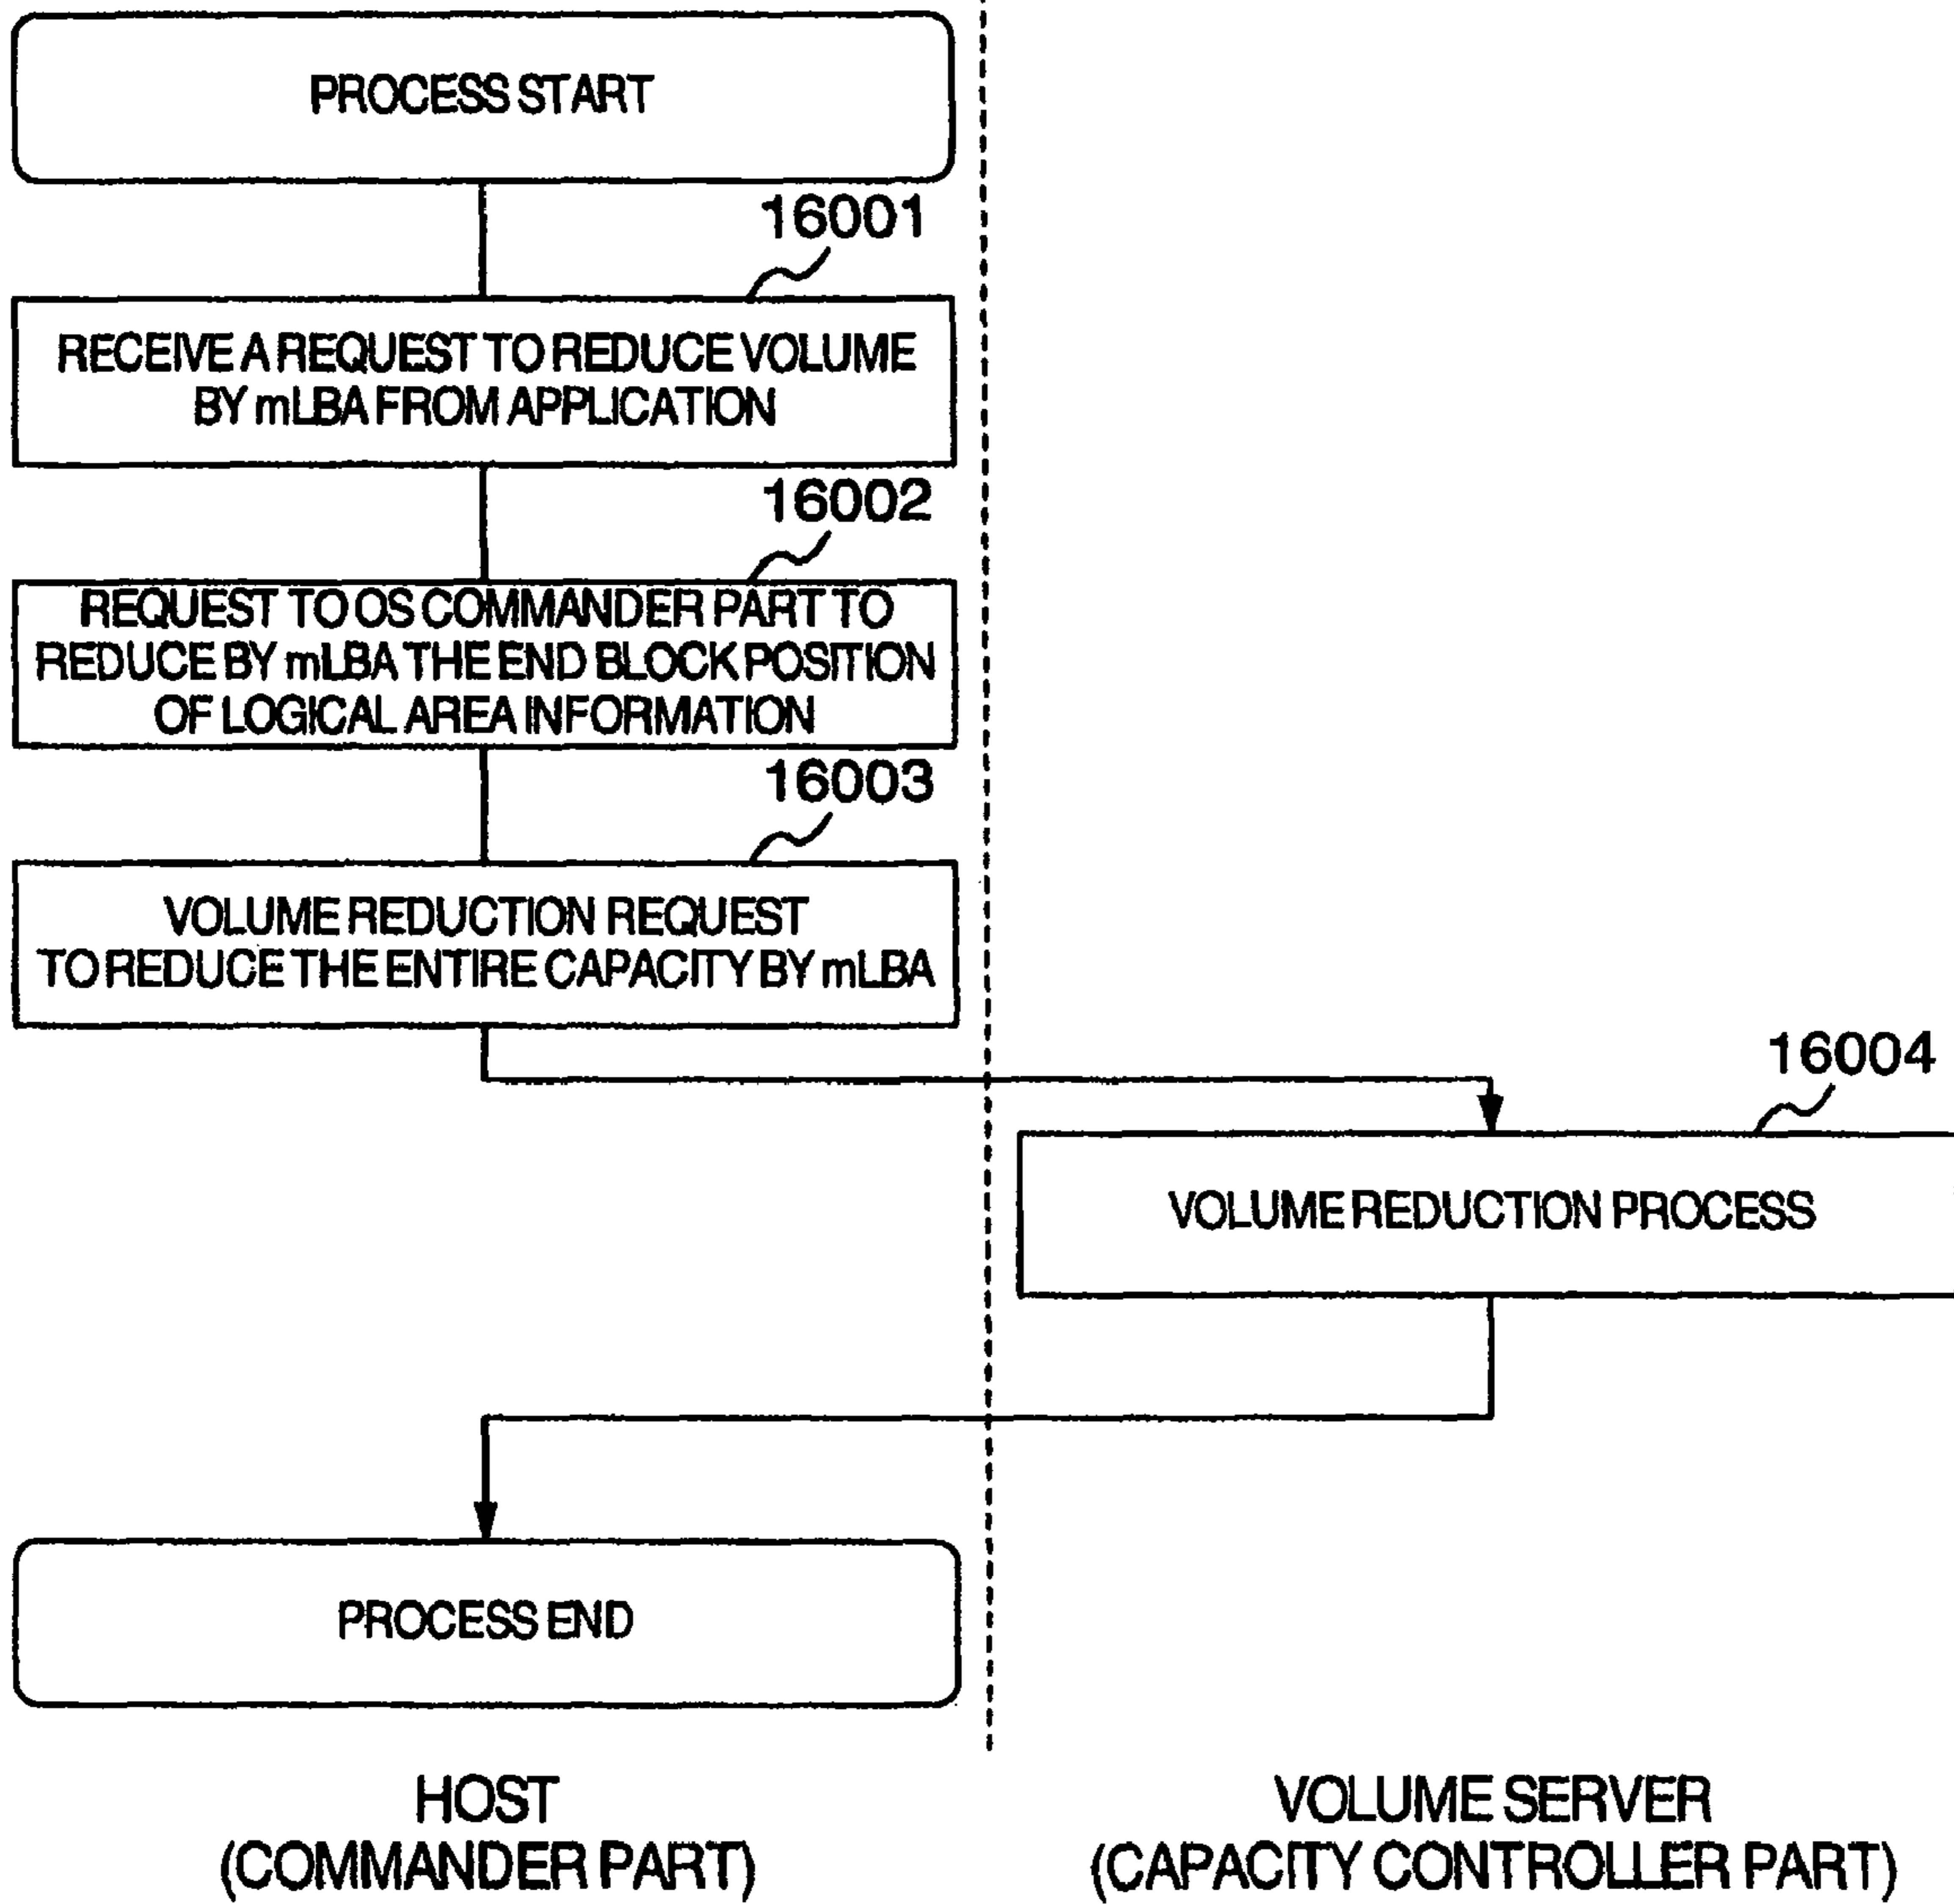 PROCESS START
16001
RECEIVE A REQUEST TO REDUCE VOLUME
BY mLBA FROM APPLICATION
16002
REQUEST TO OS COMMANDER PART TO
REDUCE BY mLBA THE END BLOCK POSITION
OF LOGICAL AREA INFORMATION
16003
VOLUME REDUCTION REQUEST
TO REDUCE THE ENTIRE CAPACITY BY mLBA
16004
VOLUME REDUCTION PROCESS
PROCESS END
HOST
(COMMANDER PART)
VOLUME SERVER
(CAPACITY CONTROLLER PART)